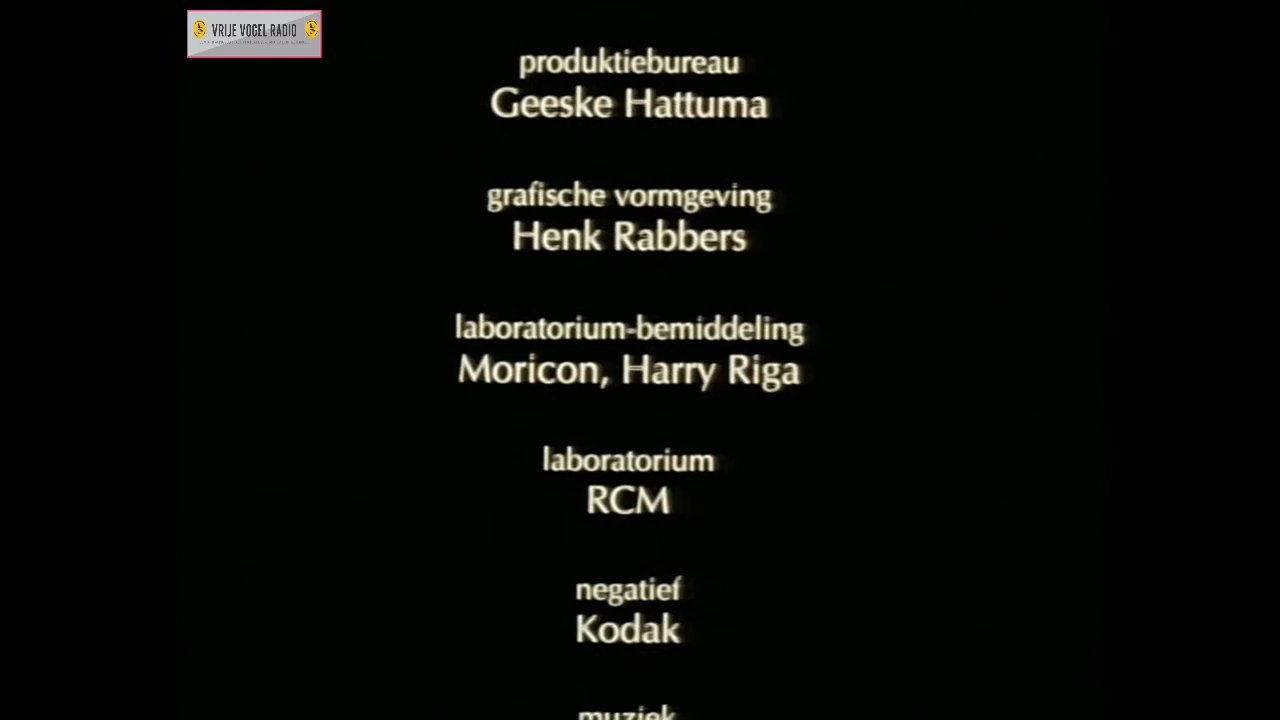 VRIJE VOGEL RADIO
produktiebureau
Geeske Hattuma
grafische vormgeving
Henk Rabbers
laboratorium-bemiddeling
Moricon, Harry Riga
laboratorium
RCM
negatief
Kodak
muziek